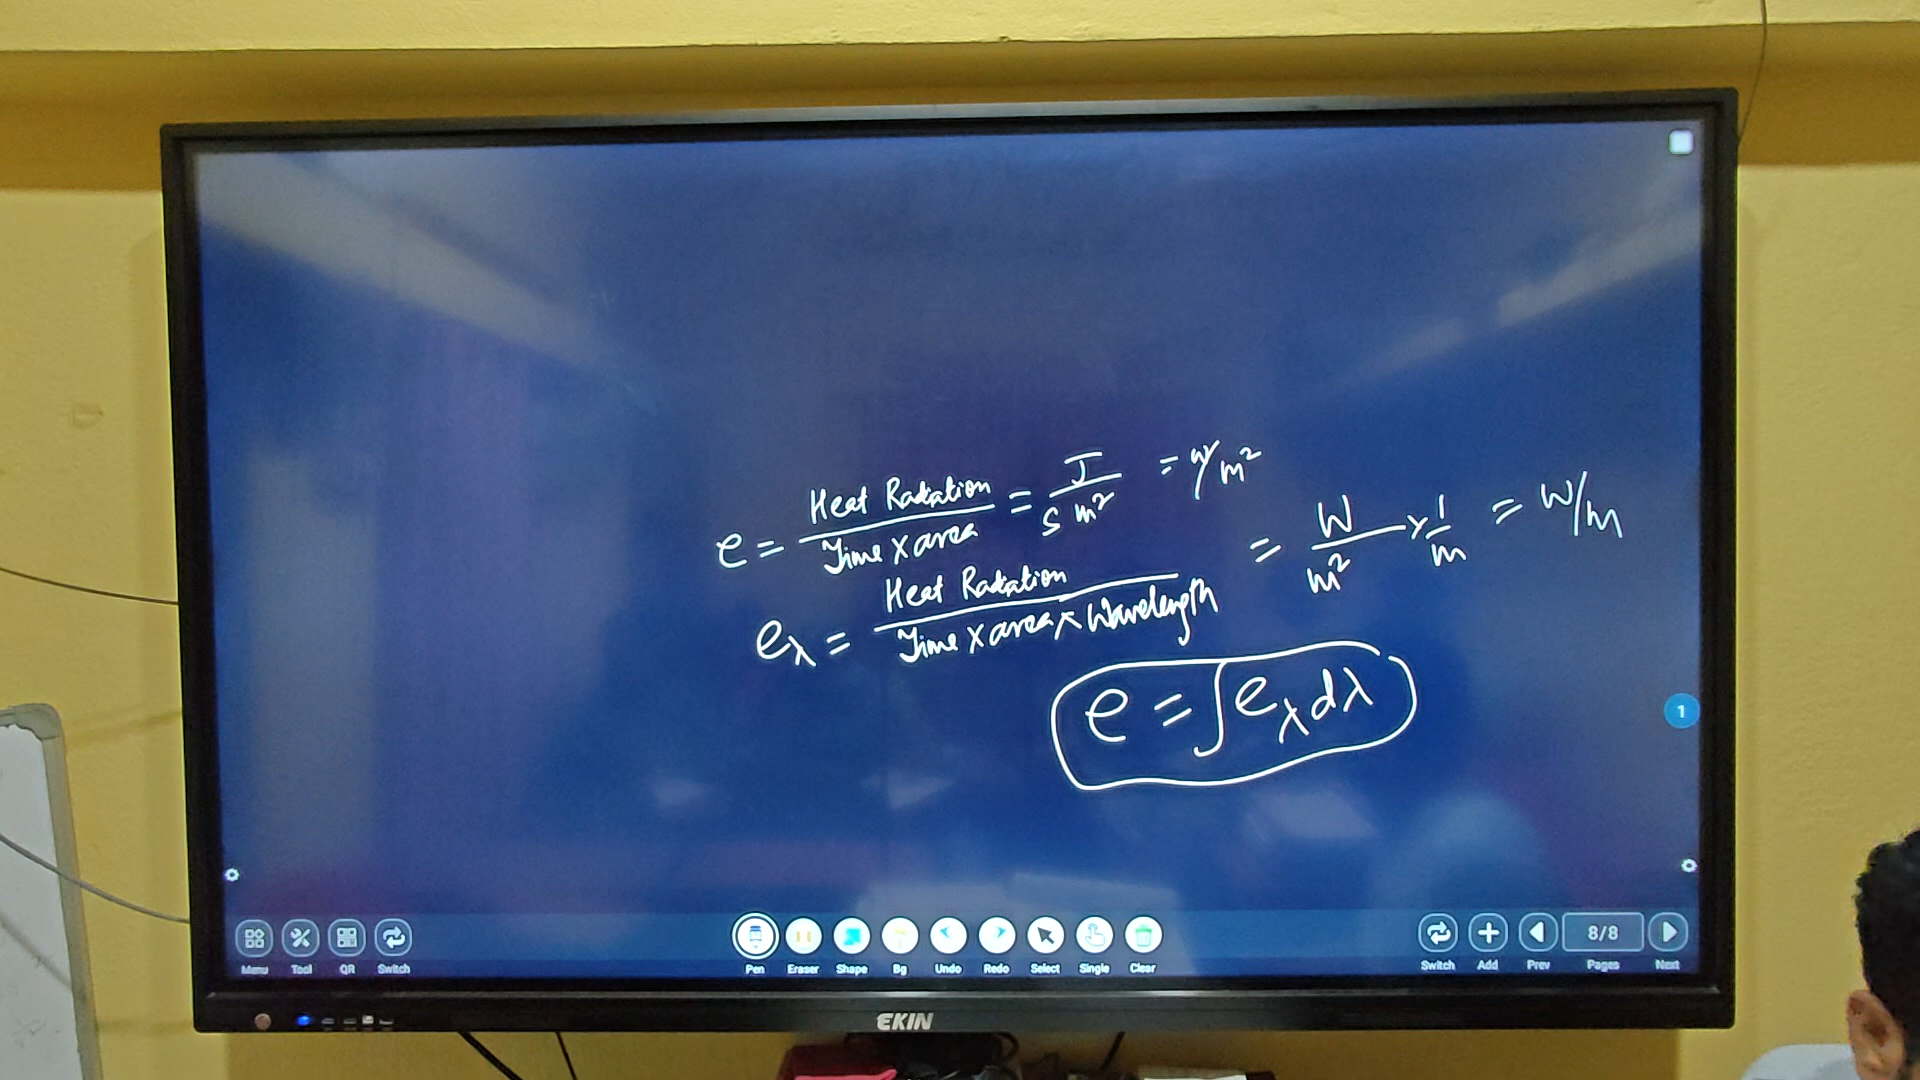 e = Heat Radiation / Time × area = J / s m² = W/m²
eλ = Heat Radiation / Time × area × Wavelength = W / m² × 1 / m = W/m
e = ∫ eλ dλ
1
Menu Tool QR Switch Pen Eraser Shape Bg Undo Redo Select Single Clear Switch Add Prev 8/8 Pages Next
EKIN